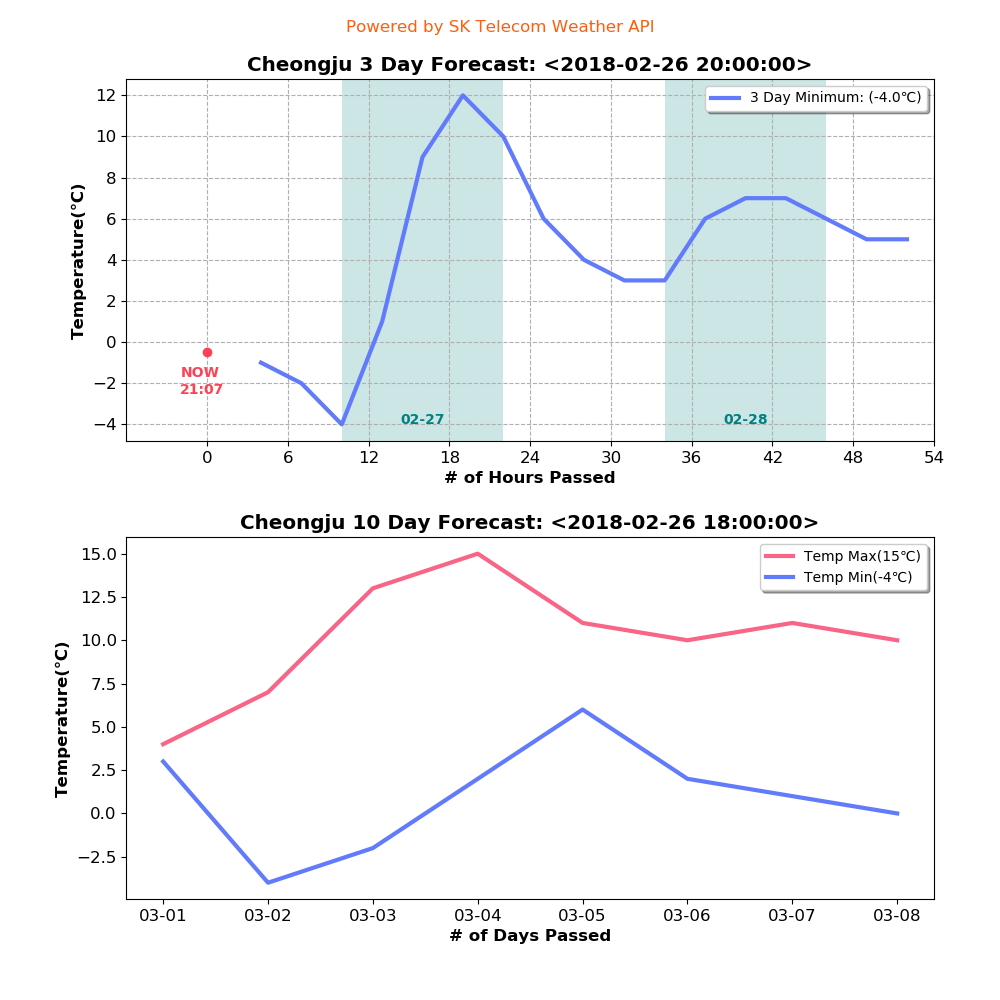 Powered by SK Telecom Weather API
Cheongju 3 Day Forecast: <2018-02-26 20:00:00>
3 Day Minimum: (-4.0℃)
Temperature(℃)
12
10
8
6
4
2
0
−2
−4
NOW
21:07
02-27
02-28
0 6 12 18 24 30 36 42 48 54
# of Hours Passed
Cheongju 10 Day Forecast: <2018-02-26 18:00:00>
Temp Max(15℃)
Temp Min(-4℃)
Temperature(℃)
15.0
12.5
10.0
7.5
5.0
2.5
0.0
−2.5
03-01 03-02 03-03 03-04 03-05 03-06 03-07 03-08
# of Days Passed